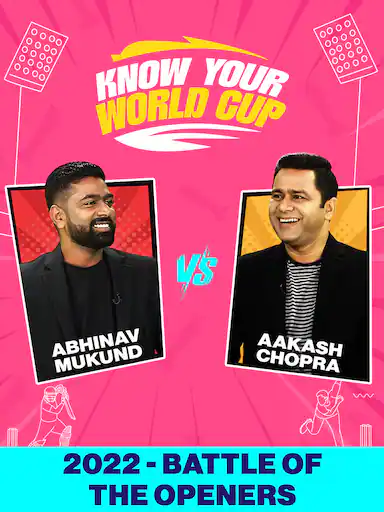 KNOW YOUR
WORLD CUP
VS
ABHINAV
MUKUND
AAKASH
CHOPRA
2022 - BATTLE OF
THE OPENERS